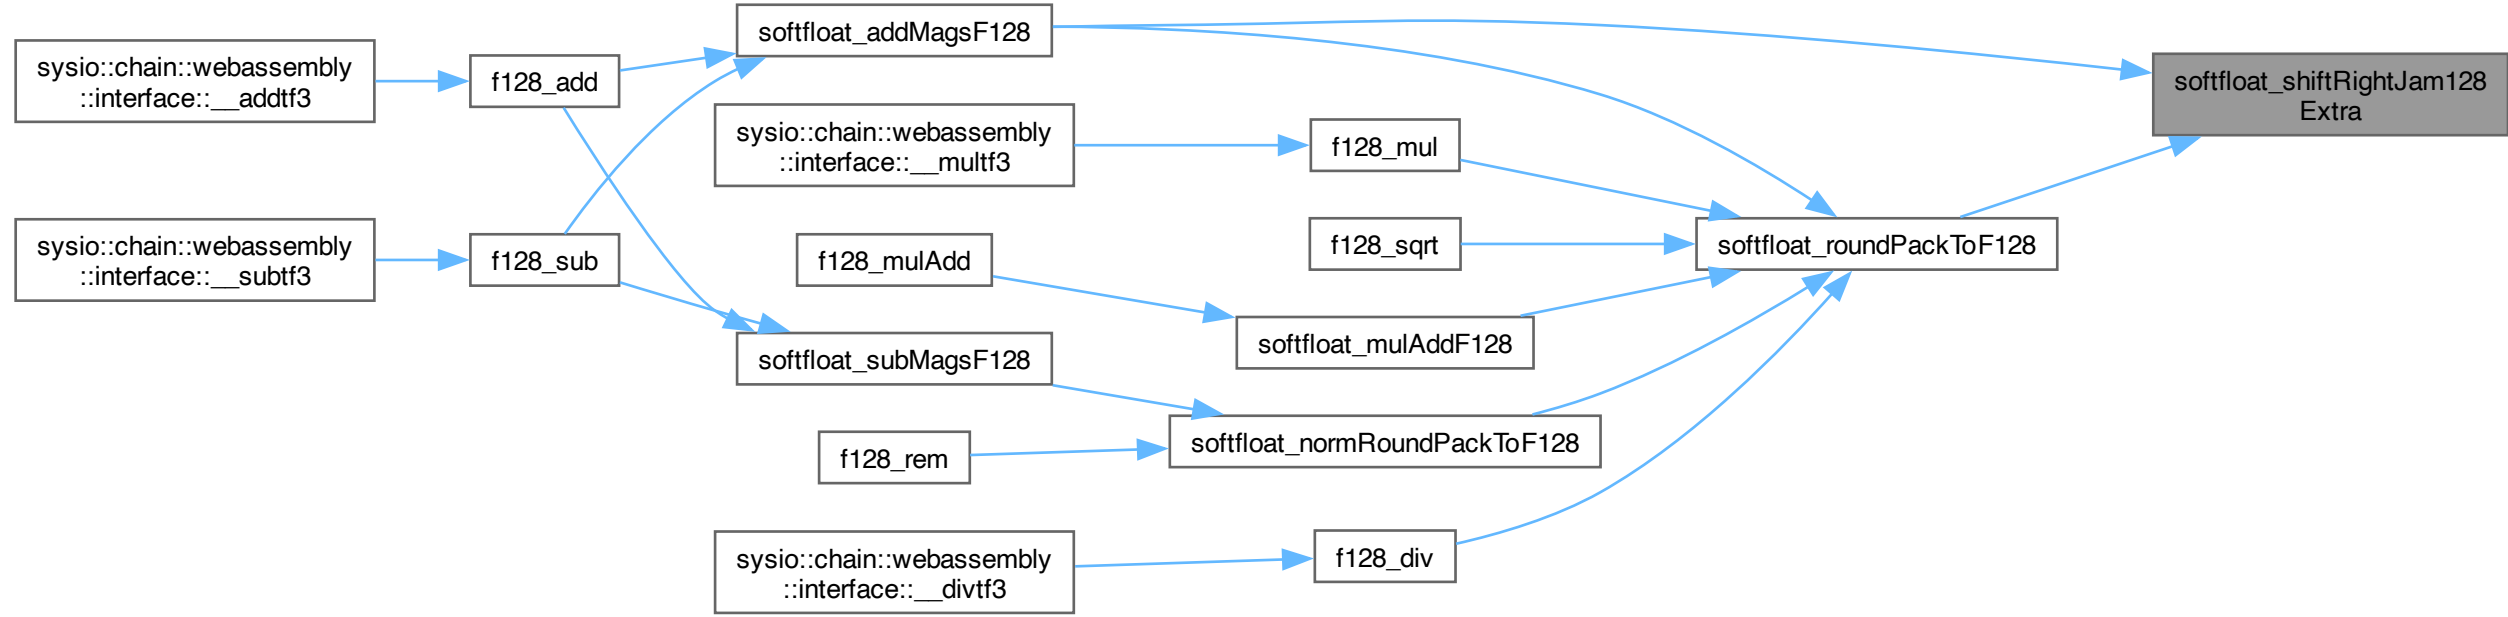 softfloat_addMagsF128
sysio::chain::webassembly
::interface::__addtf3
f128_add
softfloat_shiftRightJam128
Extra
sysio::chain::webassembly
::interface::__multf3
f128_mul
sysio::chain::webassembly
::interface::__subtf3
f128_sub
f128_mulAdd
f128_sqrt
softfloat_roundPackToF128
softfloat_subMagsF128
softfloat_mulAddF128
f128_rem
softfloat_normRoundPackToF128
sysio::chain::webassembly
::interface::__divtf3
f128_div